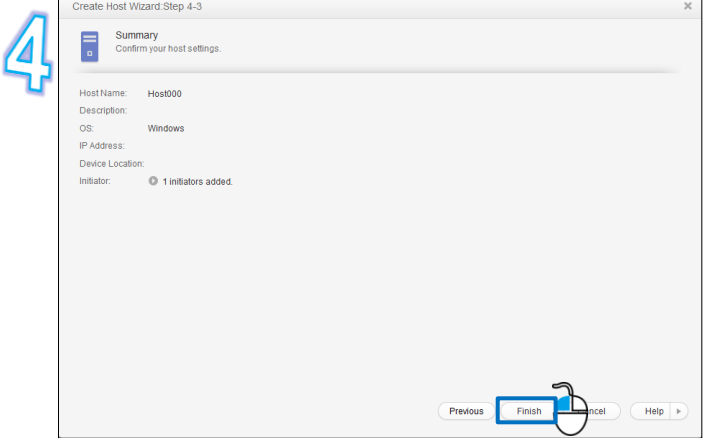 4
Create Host Wizard:Step 4-3
Summary
Confirm your host settings.
Host Name: Host000
Description:
OS: Windows
IP Address:
Device Location:
Initiator: 1 initiators added.
Previous Finish ncel Help